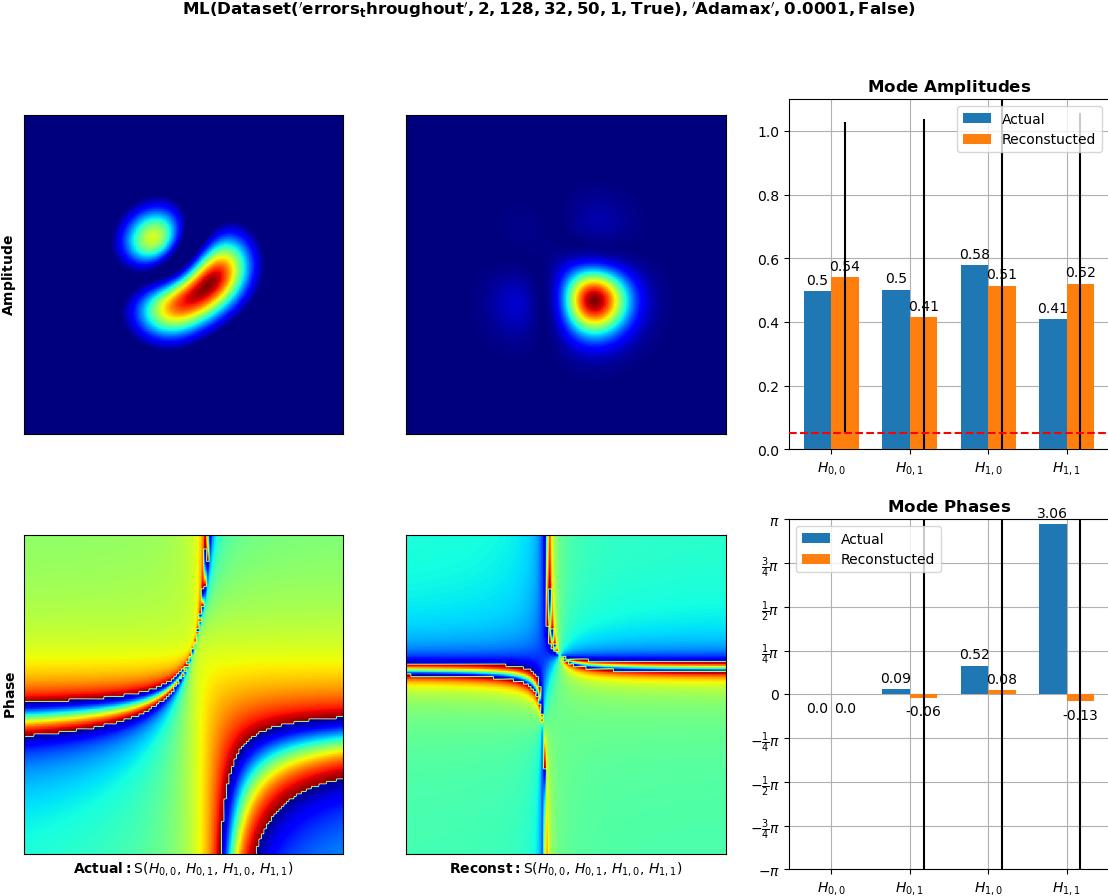 ML(Dataset('errors_throughout', 2, 128, 32, 50, 1, True), 'Adamax', 0.0001, False)
Mode Amplitudes
Amplitude
Actual
Reconstucted
1.0
0.8
0.6
0.4
0.2
0.0
0.5 0.54 0.5 0.41 0.58 0.51 0.41 0.52
H0,0 H0,1 H1,0 H1,1
Mode Phases
Phase
Actual
Reconstucted
π
3/4π
1/2π
1/4π
0
−1/4π
−1/2π
−3/4π
−π
0.0 0.0 0.09 -0.06 0.52 0.08 3.06 -0.13
H0,0 H0,1 H1,0 H1,1
Actual: S(H0,0, H0,1, H1,0, H1,1)
Reconst: S(H0,0, H0,1, H1,0, H1,1)